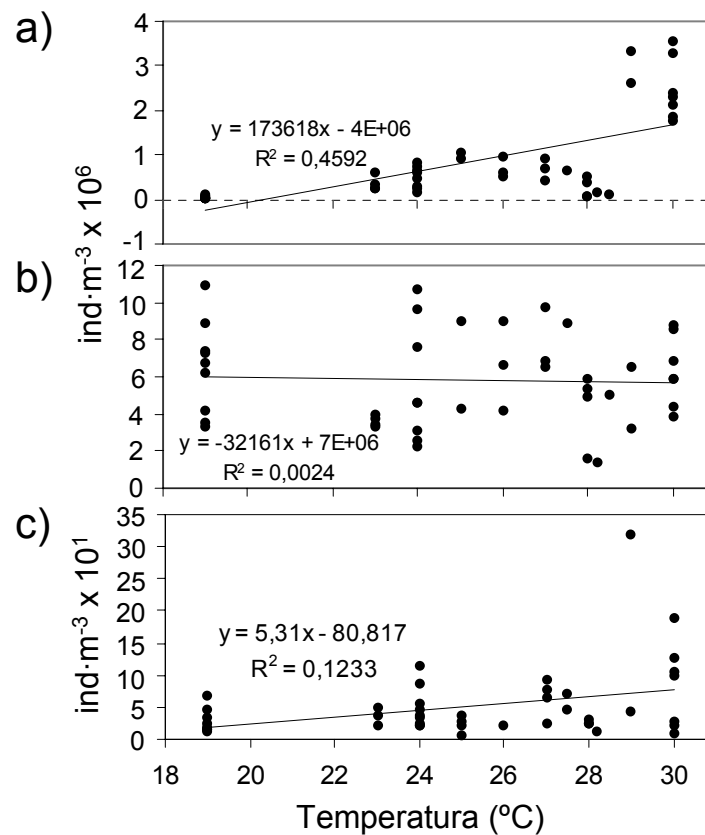 a)
4
3
2
1
0
-1
y = 173618x - 4E+06
R² = 0,4592
ind·m⁻³ x 10⁶
b)
12
10
8
6
4
2
0
y = -32161x + 7E+06
R² = 0,0024
c)
35
30
25
20
15
10
5
0
ind·m⁻³ x 10¹
y = 5,31x - 80,817
R² = 0,1233
18 20 22 24 26 28 30
Temperatura (ºC)